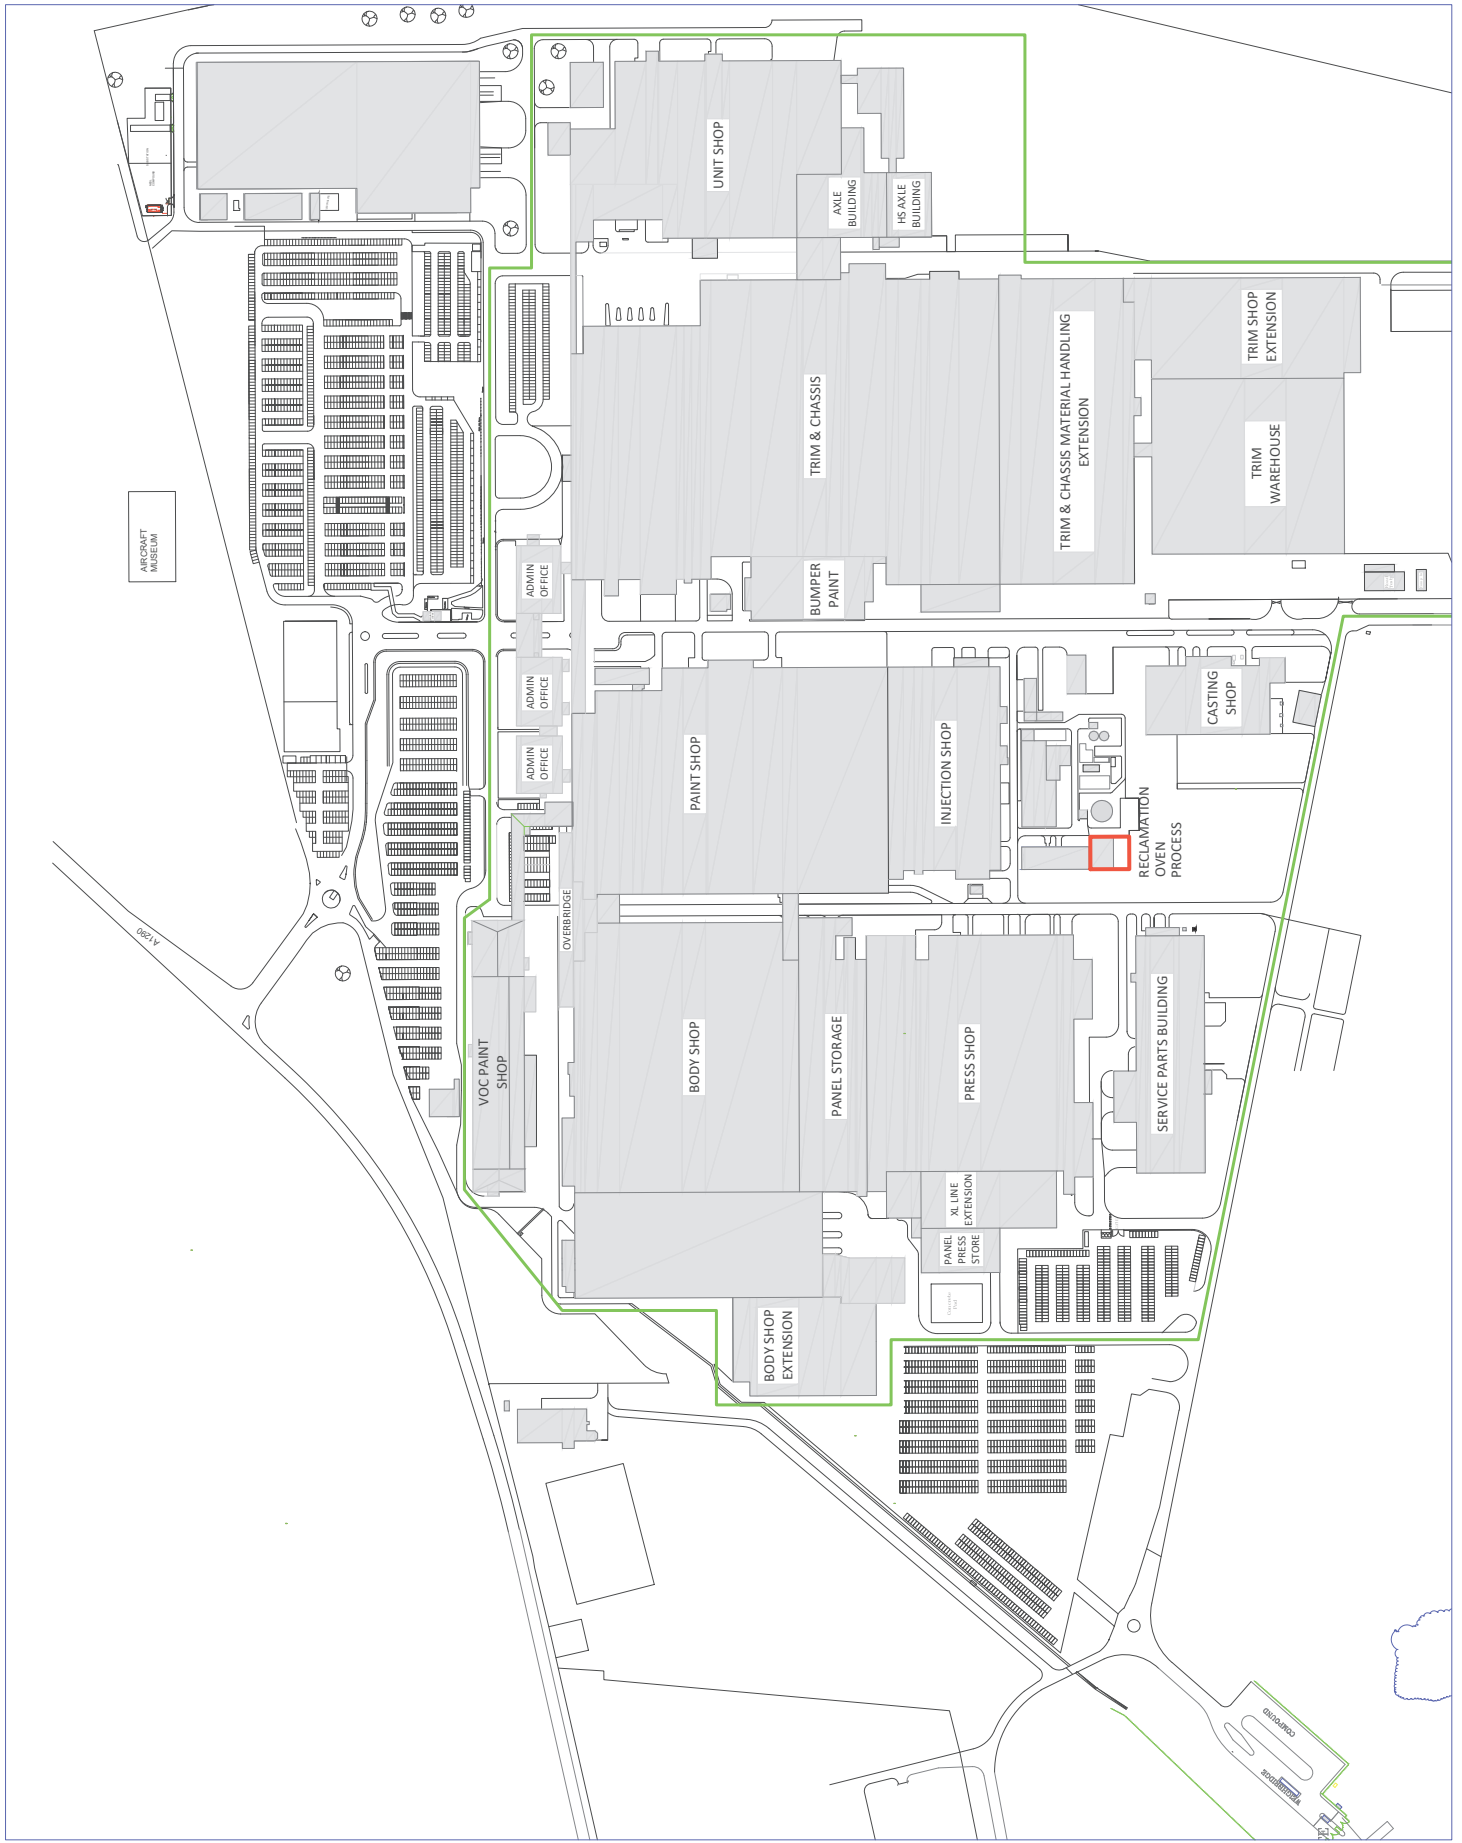 AIRCRAFT
MUSEUM
UNIT SHOP
AXLE
BUILDING
HS AXLE
BUILDING
TRIM & CHASSIS
TRIM & CHASSIS MATERIAL HANDLING
EXTENSION
TRIM SHOP
EXTENSION
TRIM
WAREHOUSE
BUMPER
PAINT
ADMIN
OFFICE
ADMIN
OFFICE
ADMIN
OFFICE
PAINT SHOP
INJECTION SHOP
CASTING
SHOP
RECLAMATION
OVEN
PROCESS
OVERBRIDGE
A1290
VOC PAINT
SHOP
BODY SHOP
PANEL STORAGE
PRESS SHOP
SERVICE PARTS BUILDING
XL LINE
EXTENSION
PANEL
PRESS
STORE
Concrete
Pad
BODY SHOP
EXTENSION
COMPOUND
WEIGHBRIDGE